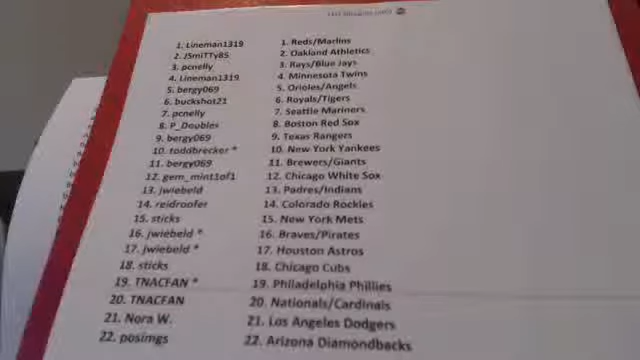 1. Lineman1319 1. Reds/Marlins
2. JSmiTTy85 2. Oakland Athletics
3. pcnelly 3. Rays/Blue Jays
4. Lineman1319 4. Minnesota Twins
5. bergy069 5. Orioles/Angels
6. buckshot21 6. Royals/Tigers
7. pcnelly 7. Seattle Mariners
8. P_Doubles 8. Boston Red Sox
9. bergy069 9. Texas Rangers
10. toddbrecker * 10. New York Yankees
11. bergy069 11. Brewers/Giants
12. gem_mint1of1 12. Chicago White Sox
13. jwiebeld 13. Padres/Indians
14. reidroofer 14. Colorado Rockies
15. sticks 15. New York Mets
16. jwiebeld * 16. Braves/Pirates
17. jwiebeld * 17. Houston Astros
18. sticks 18. Chicago Cubs
19. TNACFAN * 19. Philadelphia Phillies
20. TNACFAN 20. Nationals/Cardinals
21. Nora W. 21. Los Angeles Dodgers
22. posimgs 22. Arizona Diamondbacks